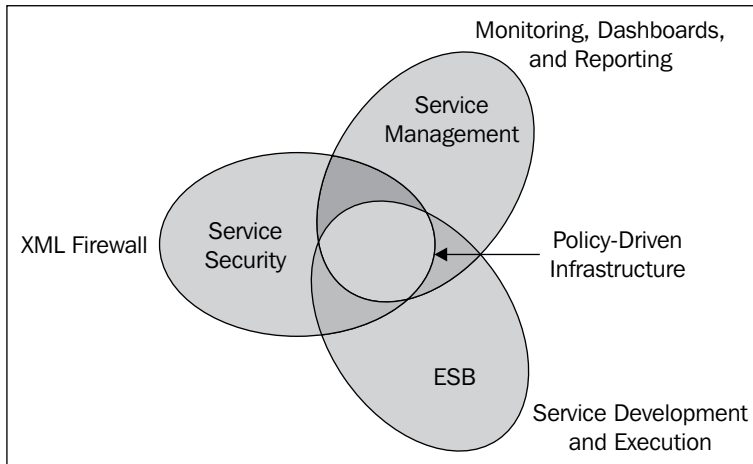 Monitoring, Dashboards,
and Reporting
Service
Management
XML Firewall
Service
Security
Policy-Driven
Infrastructure
ESB
Service Development
and Execution